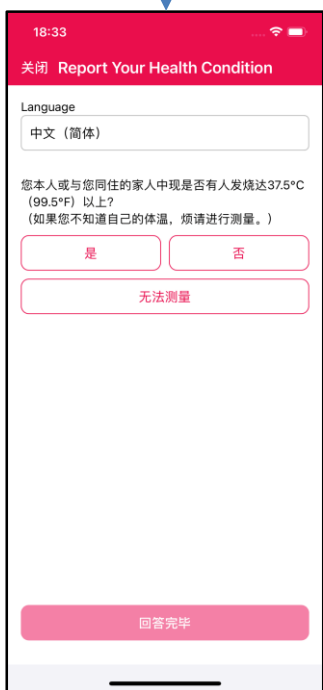 18:33
关闭 Report Your Health Condition
Language
中文（简体）
您本人或与您同住的家人中现是否有人发烧达37.5°C
（99.5°F）以上?
（如果您不知道自己的体温，烦请进行测量。）
是 否
无法测量
回答完毕